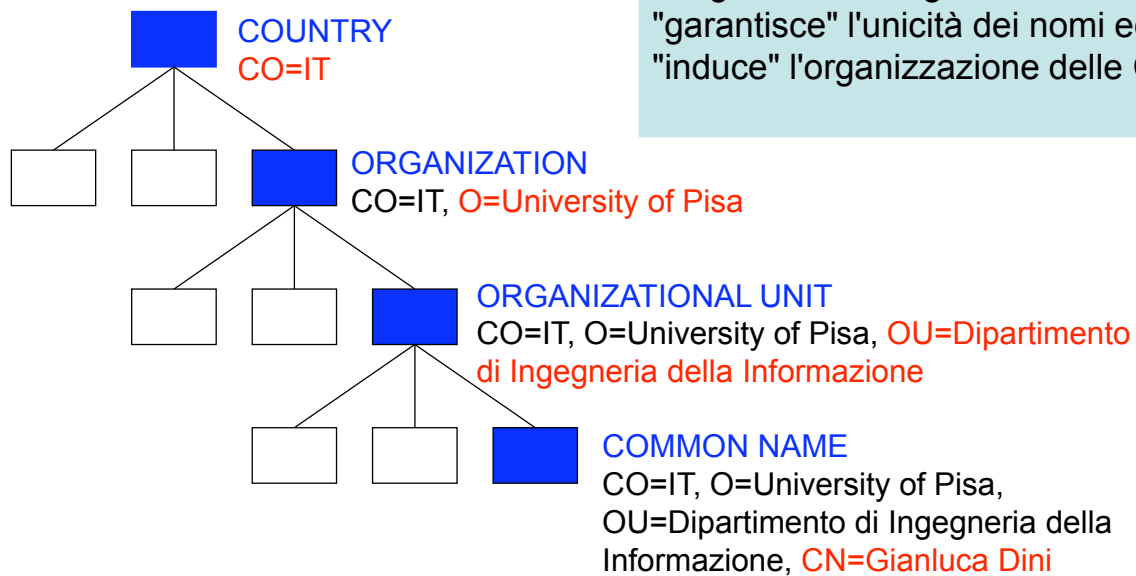 COUNTRY
CO=IT
"garantisce" l'unicità dei nomi ed
"induce" l'organizzazione delle
ORGANIZATION
CO=IT, O=University of Pisa
ORGANIZATIONAL UNIT
CO=IT, O=University of Pisa, OU=Dipartimento
di Ingegneria della Informazione
COMMON NAME
CO=IT, O=University of Pisa,
OU=Dipartimento di Ingegneria della
Informazione, CN=Gianluca Dini